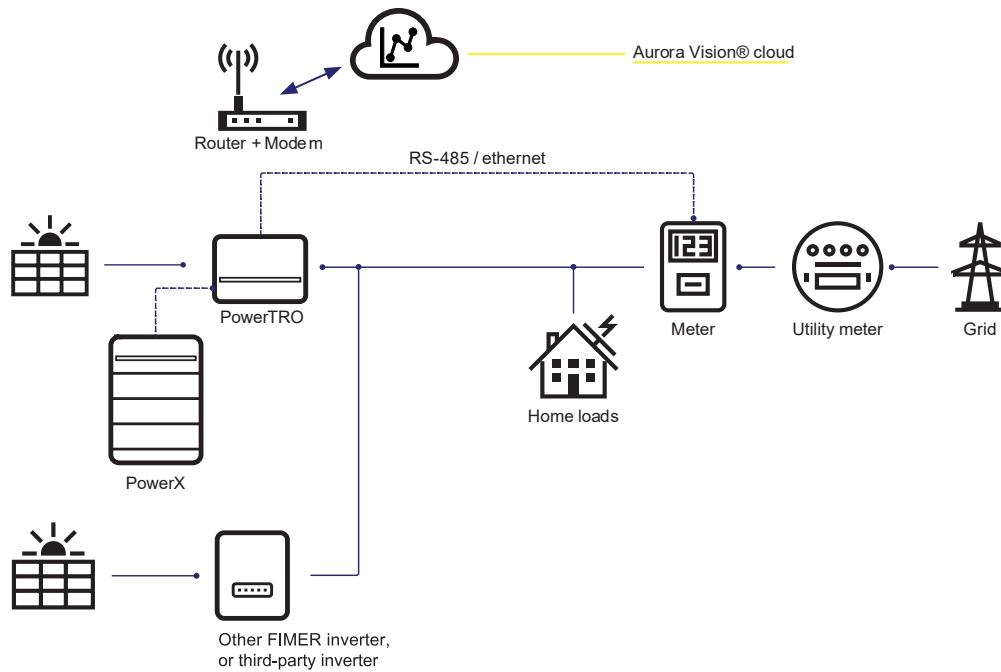 Aurora Vision® cloud
Router + Modem
RS-485 / ethernet
123
PowerTRO
Meter
Utility meter
Grid
Home loads
PowerX
Other FIMER inverter,
or third-party inverter